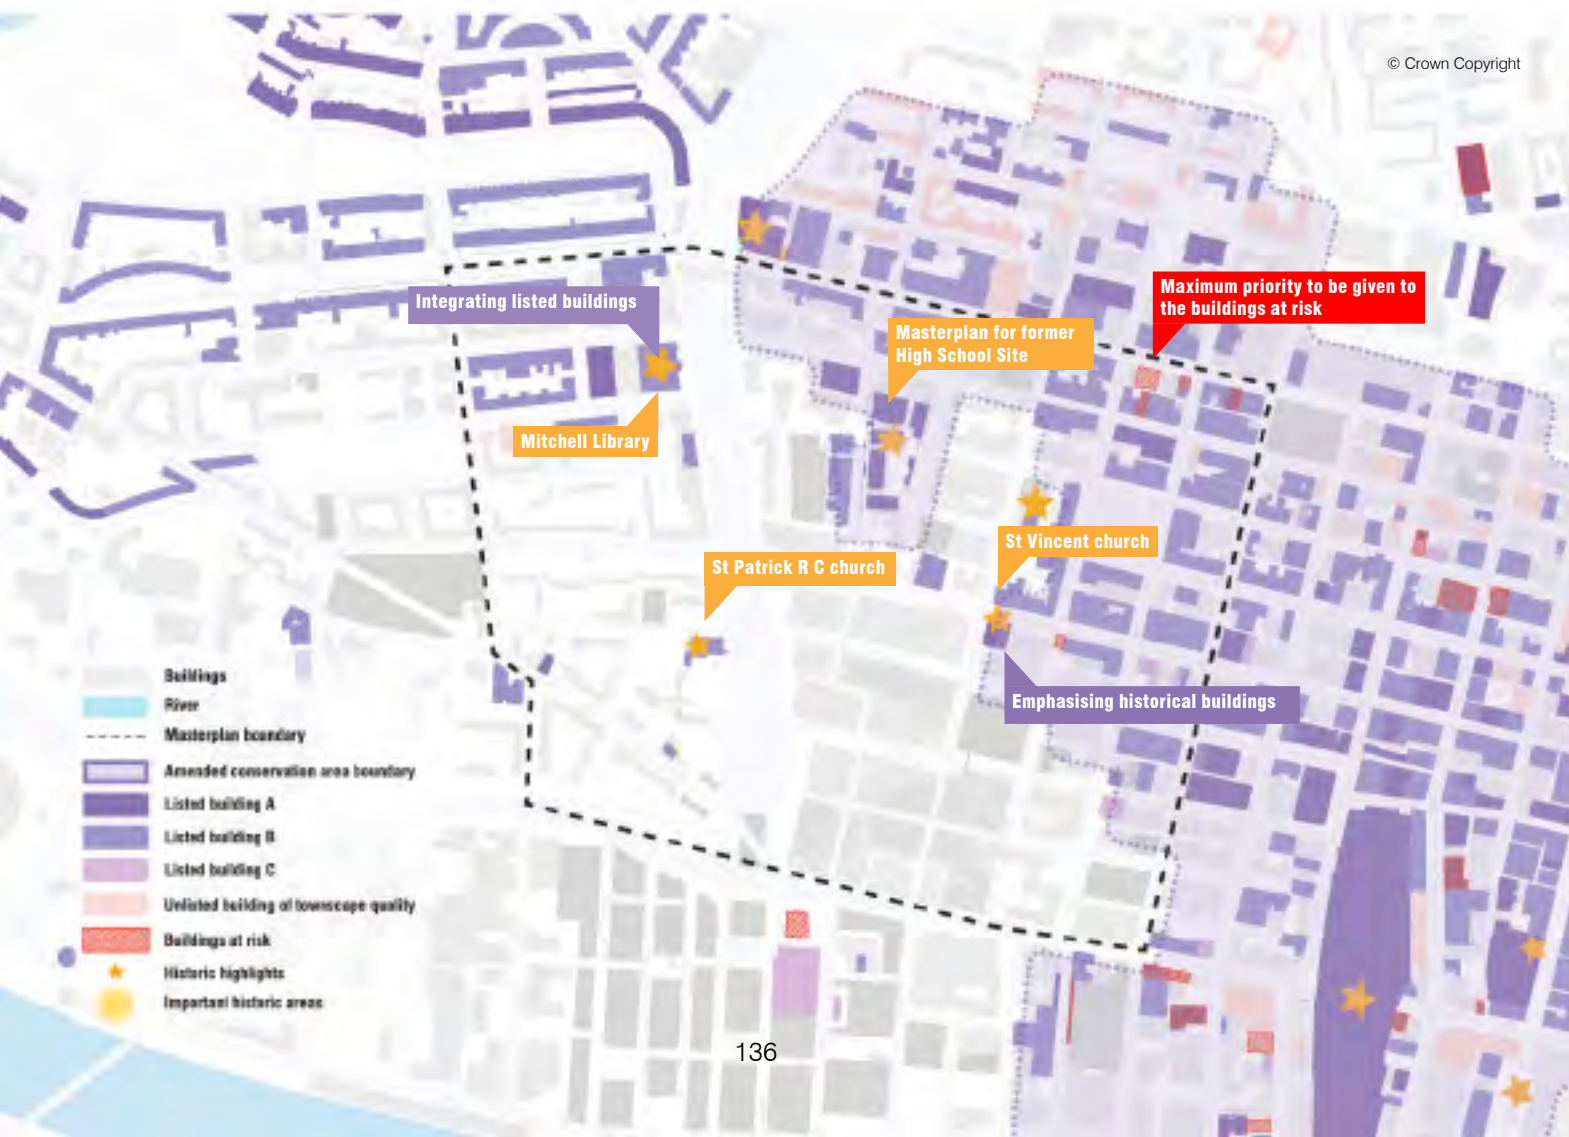 © Crown Copyright
Maximum priority to be given to
the buildings at risk
Integrating listed buildings
Masterplan for former
High School Site
Mitchell Library
St Vincent church
St Patrick R C church
Emphasising historical buildings
Buildings
River
Masterplan boundary
Amended conservation area boundary
Listed building A
Listed building B
Listed building C
Unlisted building of townscape quality
Buildings at risk
Historic highlights
Important historic areas
136